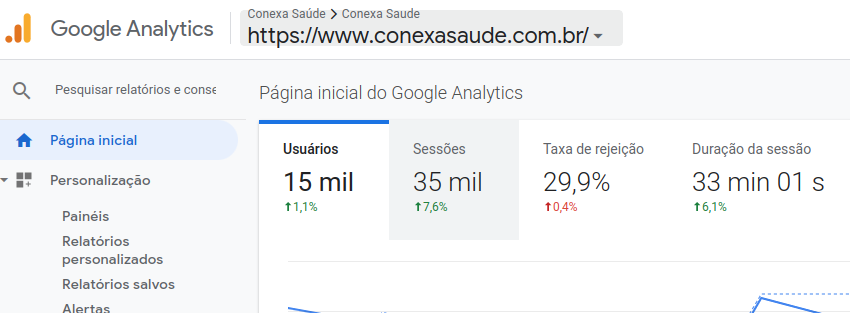 Google Analytics
Conexa Saúde > Conexa Saude
https://www.conexasaude.com.br/
Pesquisar relatórios e conse
Página inicial
Personalização
Painéis
Relatórios
personalizados
Relatórios salvos
Alertas
Página inicial do Google Analytics
Usuários
15 mil
1,1%
Sessões
35 mil
7,6%
Taxa de rejeição
29,9%
0,4%
Duração da sessão
33 min 01 s
6,1%